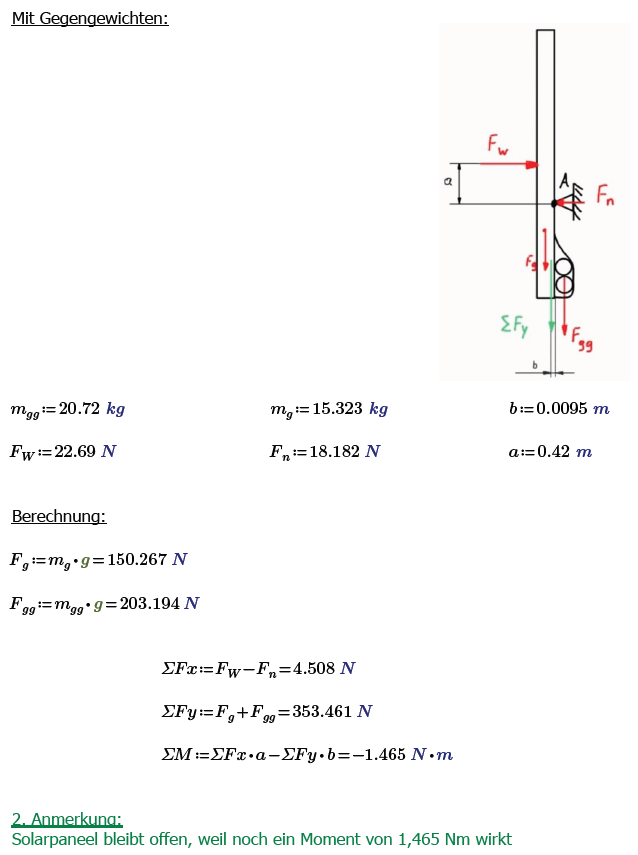 Mit Gegengewichten:
F_w
a
A
F_n
F_g
ΣF_y
F_gg
b
m_gg:=20.72 kg m_g:=15.323 kg b:=0.0095 m
F_W:=22.69 N F_n:=18.182 N a:=0.42 m
Berechnung:
F_g:=m_g·g=150.267 N
F_gg:=m_gg·g=203.194 N
ΣFx:=F_W−F_n=4.508 N
ΣFy:=F_g+F_gg=353.461 N
ΣM:=ΣFx·a−ΣFy·b=−1.465 N·m
2. Anmerkung:
Solarpaneel bleibt offen, weil noch ein Moment von 1,465 Nm wirkt